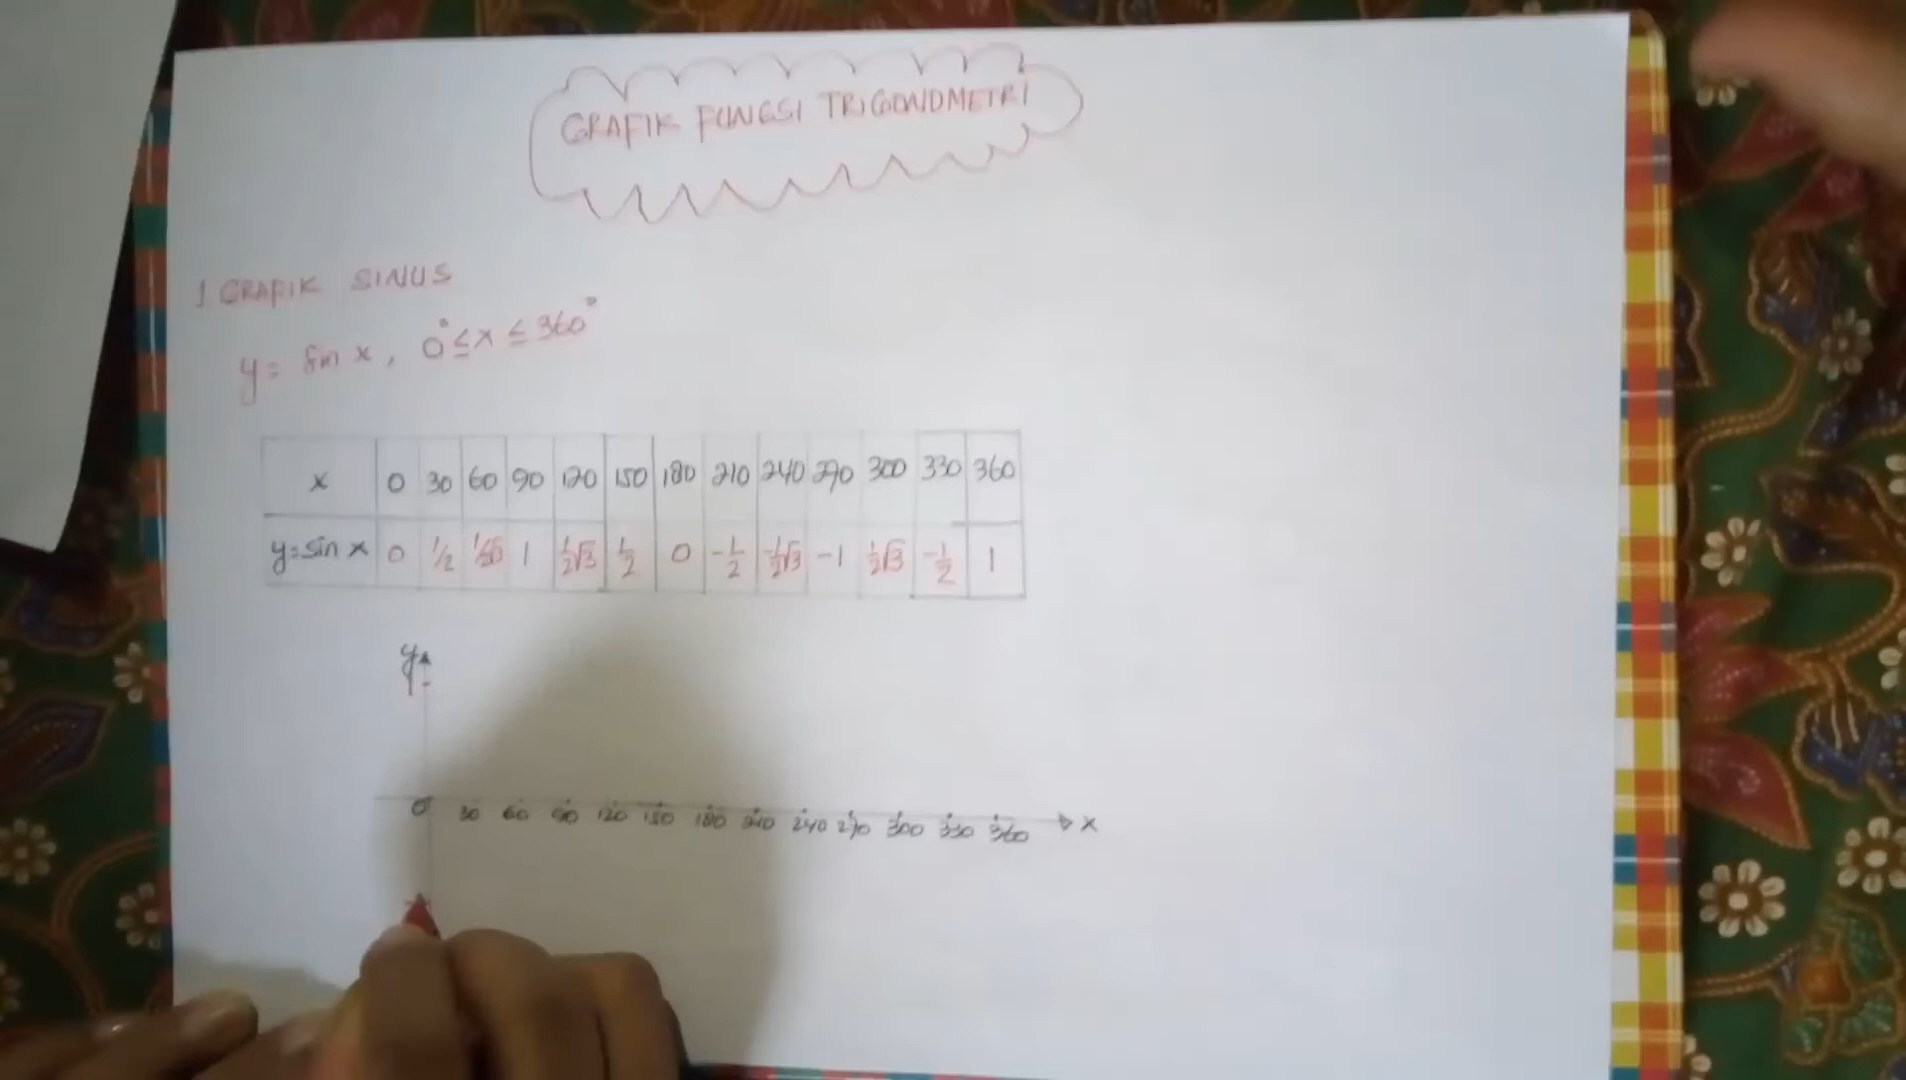 GRAFIK FUNGSI TRIGONOMETRI
1 GRAFIK SINUS
y = sin x, 0° ≤ x ≤ 360°
x 0 30 60 90 120 150 180 210 240 270 300 330 360
y=sin x 0 1/2 1 1/2√3 1/2 0 -1/2 -1/2√3 -1 1/2√3 -1/2 1
y
0 30 60 90 120 150 180 210 240 270 300 330 360 x